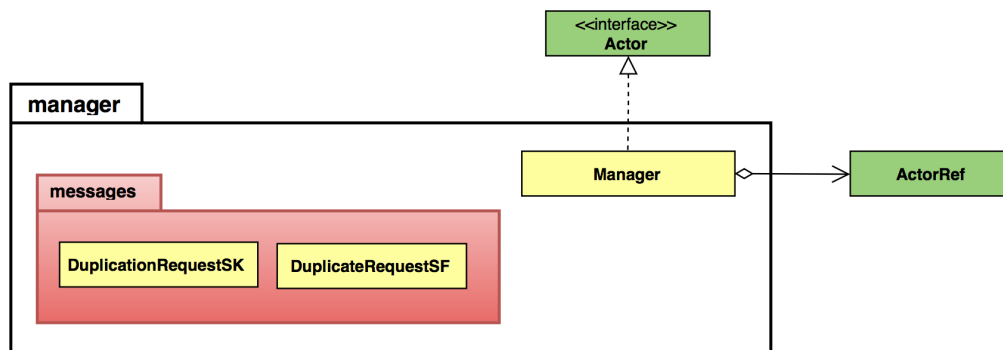 <<interface>>
Actor
manager
Manager
ActorRef
messages
DuplicationRequestSK
DuplicateRequestSF